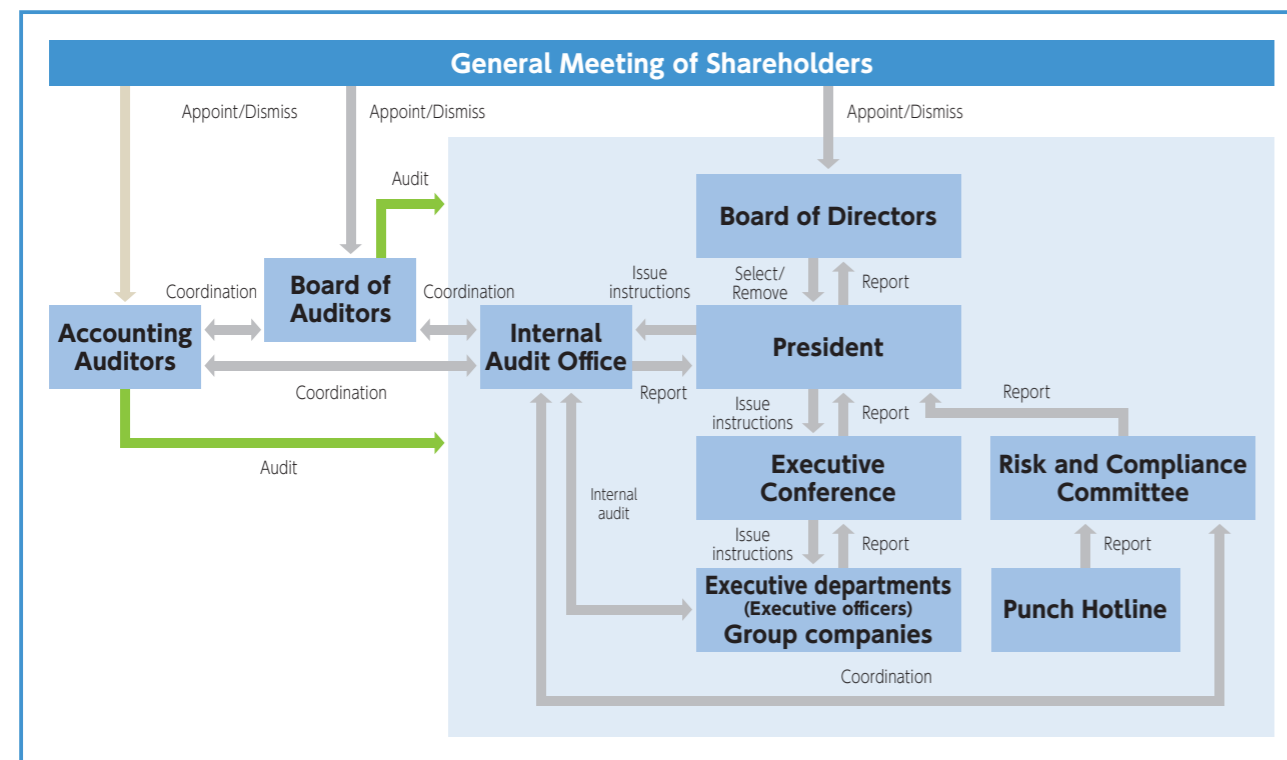 General Meeting of Shareholders
Appoint/Dismiss
Appoint/Dismiss
Appoint/Dismiss
Audit
Board of Directors
Board of
Auditors
Coordination
Coordination
Issue
instructions
Select/
Remove
Report
Accounting
Auditors
Internal
Audit Office
President
Coordination
Report
Issue
instructions
Report
Report
Audit
Executive
Conference
Risk and Compliance
Committee
Internal
audit
Issue
instructions
Report
Report
Executive departments
(Executive officers)
Group companies
Punch Hotline
Coordination